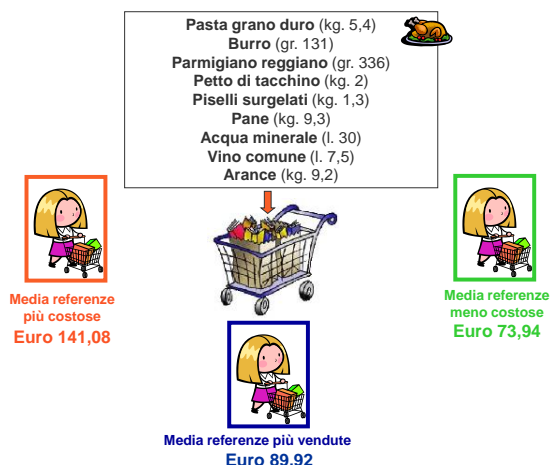 Pasta grano duro (kg. 5,4)
Burro (gr. 131)
Parmigiano reggiano (gr. 336)
Petto di tacchino (kg. 2)
Piselli surgelati (kg. 1,3)
Pane (kg. 9,3)
Acqua minerale (l. 30)
Vino comune (l. 7,5)
Arance (kg. 9,2)
Media referenze
più costose
Euro 141,08
Media referenze
meno costose
Euro 73,94
Media referenze più vendute
Euro 89,92